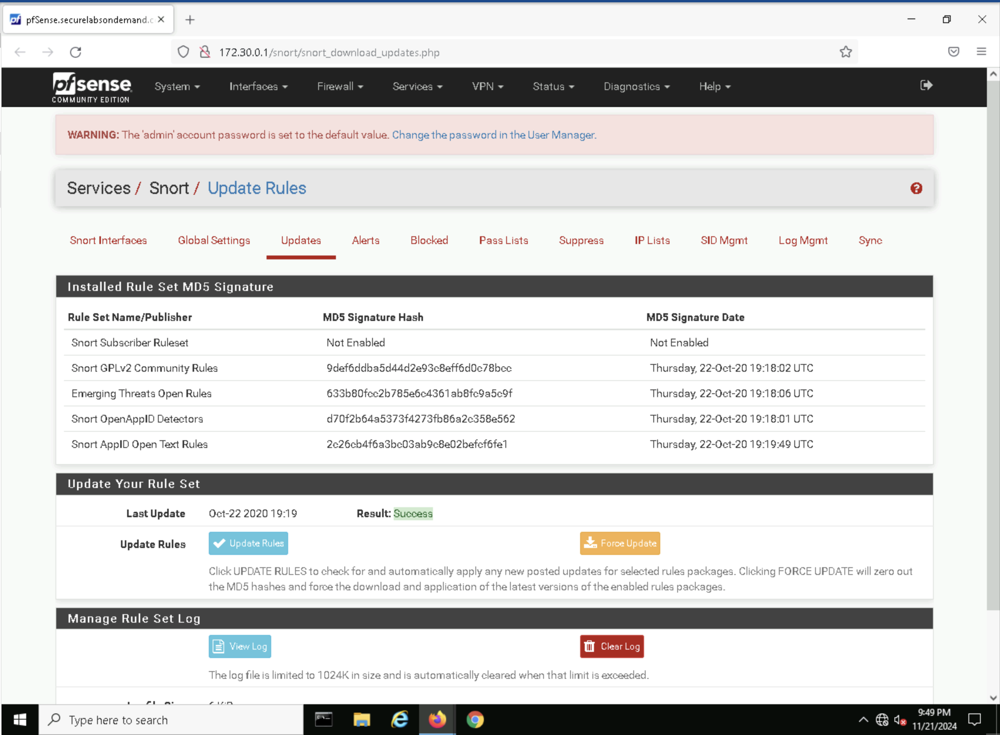 pfSense.securelabsondemand.c
172.30.0.1/snort/snort_download_updates.php
pfsense
COMMUNITY EDITION
System Interfaces Firewall Services VPN Status Diagnostics Help
WARNING: The 'admin' account password is set to the default value. Change the password in the User Manager.
Services / Snort / Update Rules
Snort Interfaces Global Settings Updates Alerts Blocked Pass Lists Suppress IP Lists SID Mgmt Log Mgmt Sync
Installed Rule Set MD5 Signature
Rule Set Name/Publisher MD5 Signature Hash MD5 Signature Date
Snort Subscriber Ruleset Not Enabled Not Enabled
Snort GPLv2 Community Rules 9def6ddba5d44d2e93c8eff6d0c78bcc Thursday, 22-Oct-20 19:18:02 UTC
Emerging Threats Open Rules 633b80fcc2b785e6c4361ab8fc9a5c9f Thursday, 22-Oct-20 19:18:06 UTC
Snort OpenAppID Detectors d70f2b64a5373f4273fb86a2c358e562 Thursday, 22-Oct-20 19:18:01 UTC
Snort AppID Open Text Rules 2c26cb4f6a3bc03ab9c8e02befcf6fe1 Thursday, 22-Oct-20 19:19:49 UTC
Update Your Rule Set
Last Update Oct-22 2020 19:19 Result: Success
Update Rules Update Rules Force Update
Click UPDATE RULES to check for and automatically apply any new posted updates for selected rules packages. Clicking FORCE UPDATE will zero out
the MD5 hashes and force the download and application of the latest versions of the enabled rules packages.
Manage Rule Set Log
View Log Clear Log
The log file is limited to 1024K in size and is automatically cleared when that limit is exceeded.
Type here to search
9:49 PM
11/21/2024